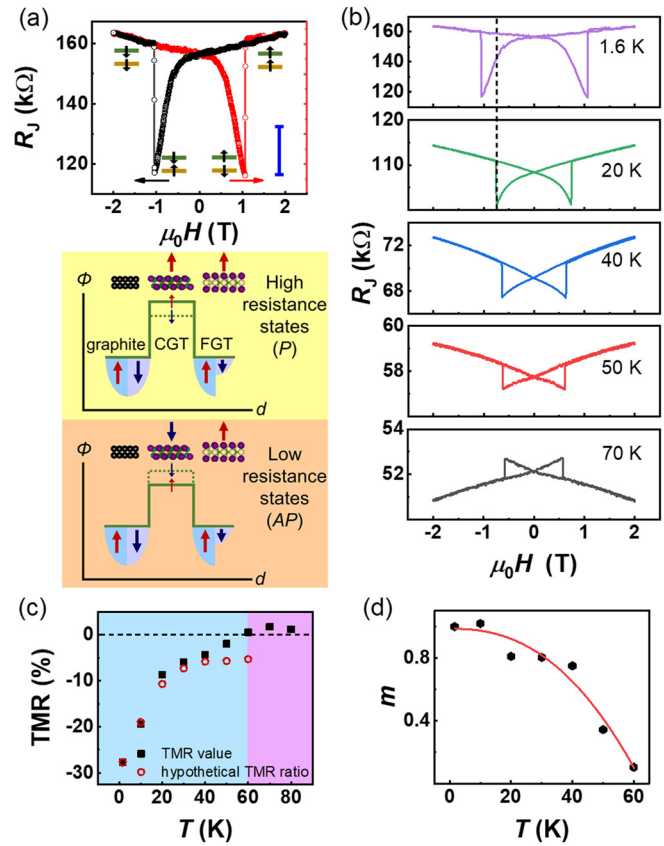 (a)
160
150
140
130
120
R_J (kΩ)
-2 -1 0 1 2
μ₀H (T)
Φ
High
resistance
states
(P)
graphite CGT FGT
d
Φ
Low
resistance
states
(AP)
d
(b)
160
140
120
1.6 K
120
110
20 K
72
68
40 K
60
58
50 K
54
52
70 K
R_J (kΩ)
-2 -1 0 1 2
μ₀H (T)
(c)
10
0
-10
-20
-30
TMR (%)
TMR value
hypothetical TMR ratio
0 20 40 60 80
T (K)
(d)
0.8
0.4
m
0 20 40 60
T (K)